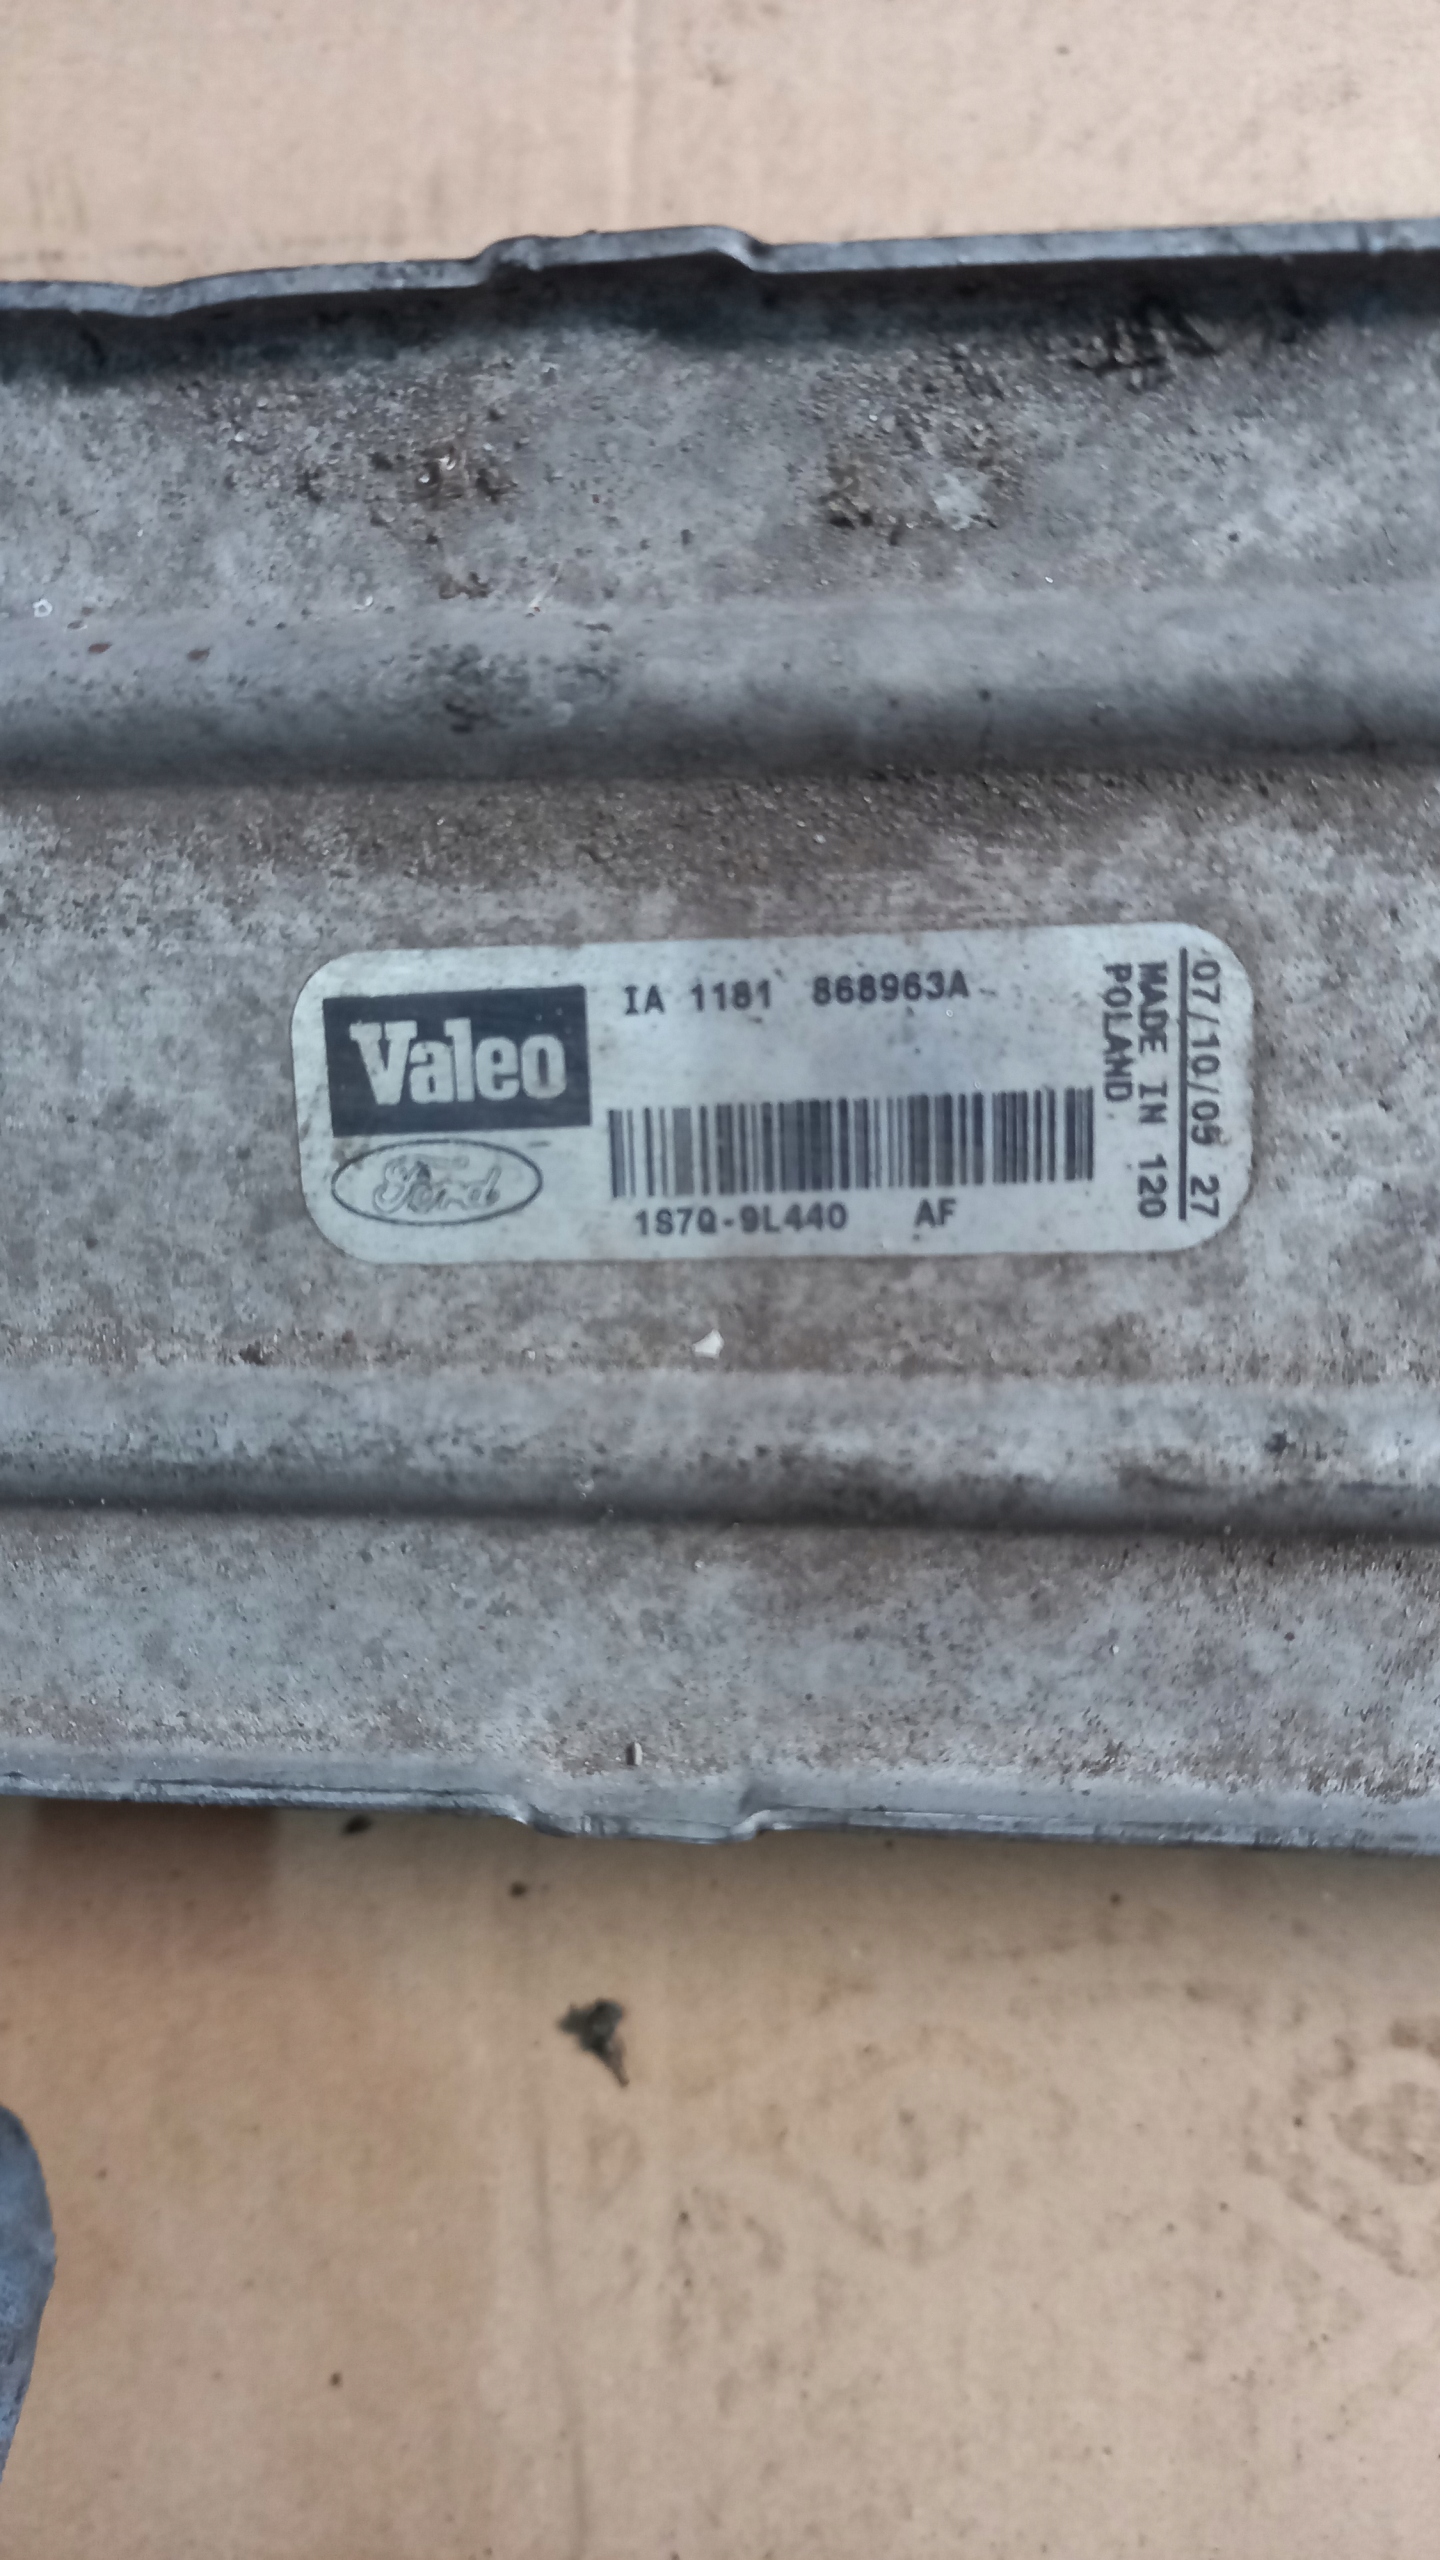 Valeo
Ford
IA 1181 868963A
1S7Q-9L440 AF
07/10/05 27
MADE IN 120
POLAND